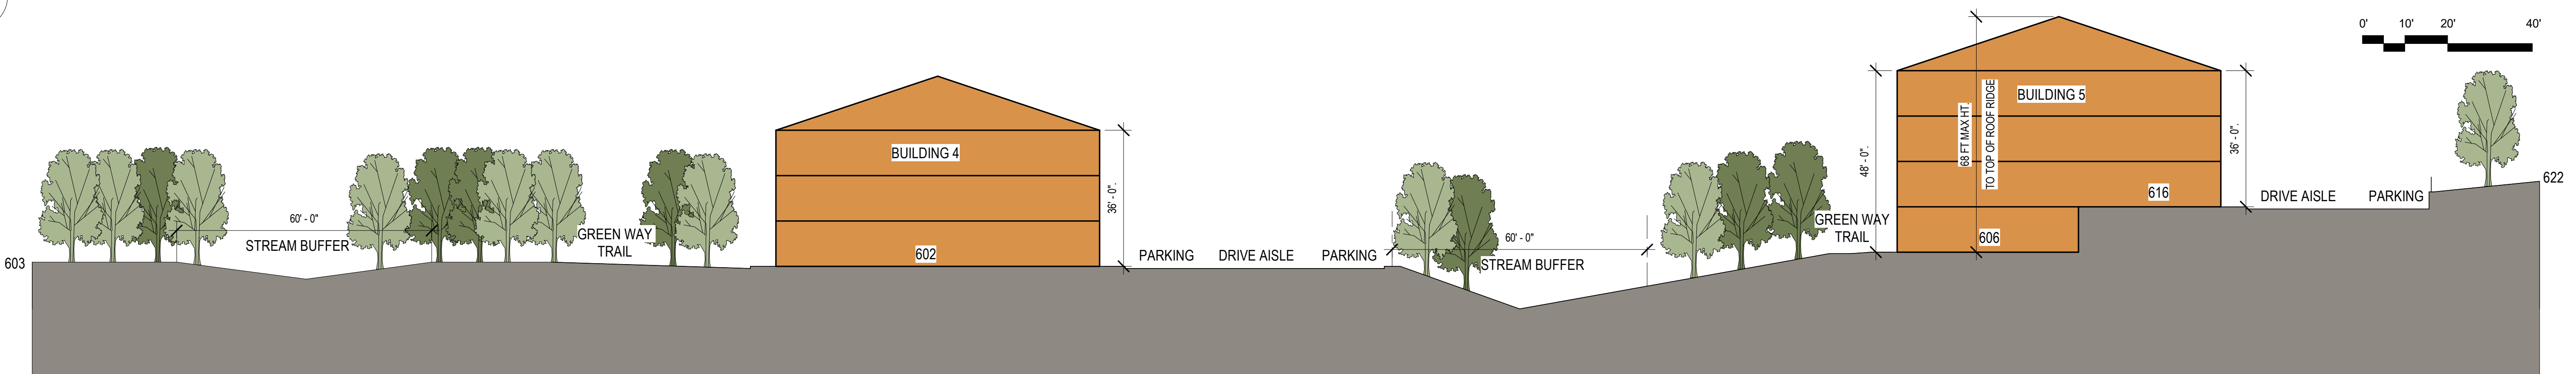 0' 10' 20' 40'
BUILDING 4
BUILDING 5
68 FT MAX HT.
TO TOP OF ROOF RIDGE
48' - 0".
36' - 0".
36' - 0".
622
616
DRIVE AISLE
PARKING
60' - 0"
STREAM BUFFER
GREEN WAY
TRAIL
603
602
PARKING
DRIVE AISLE
PARKING
60' - 0"
STREAM BUFFER
GREEN WAY
TRAIL
606